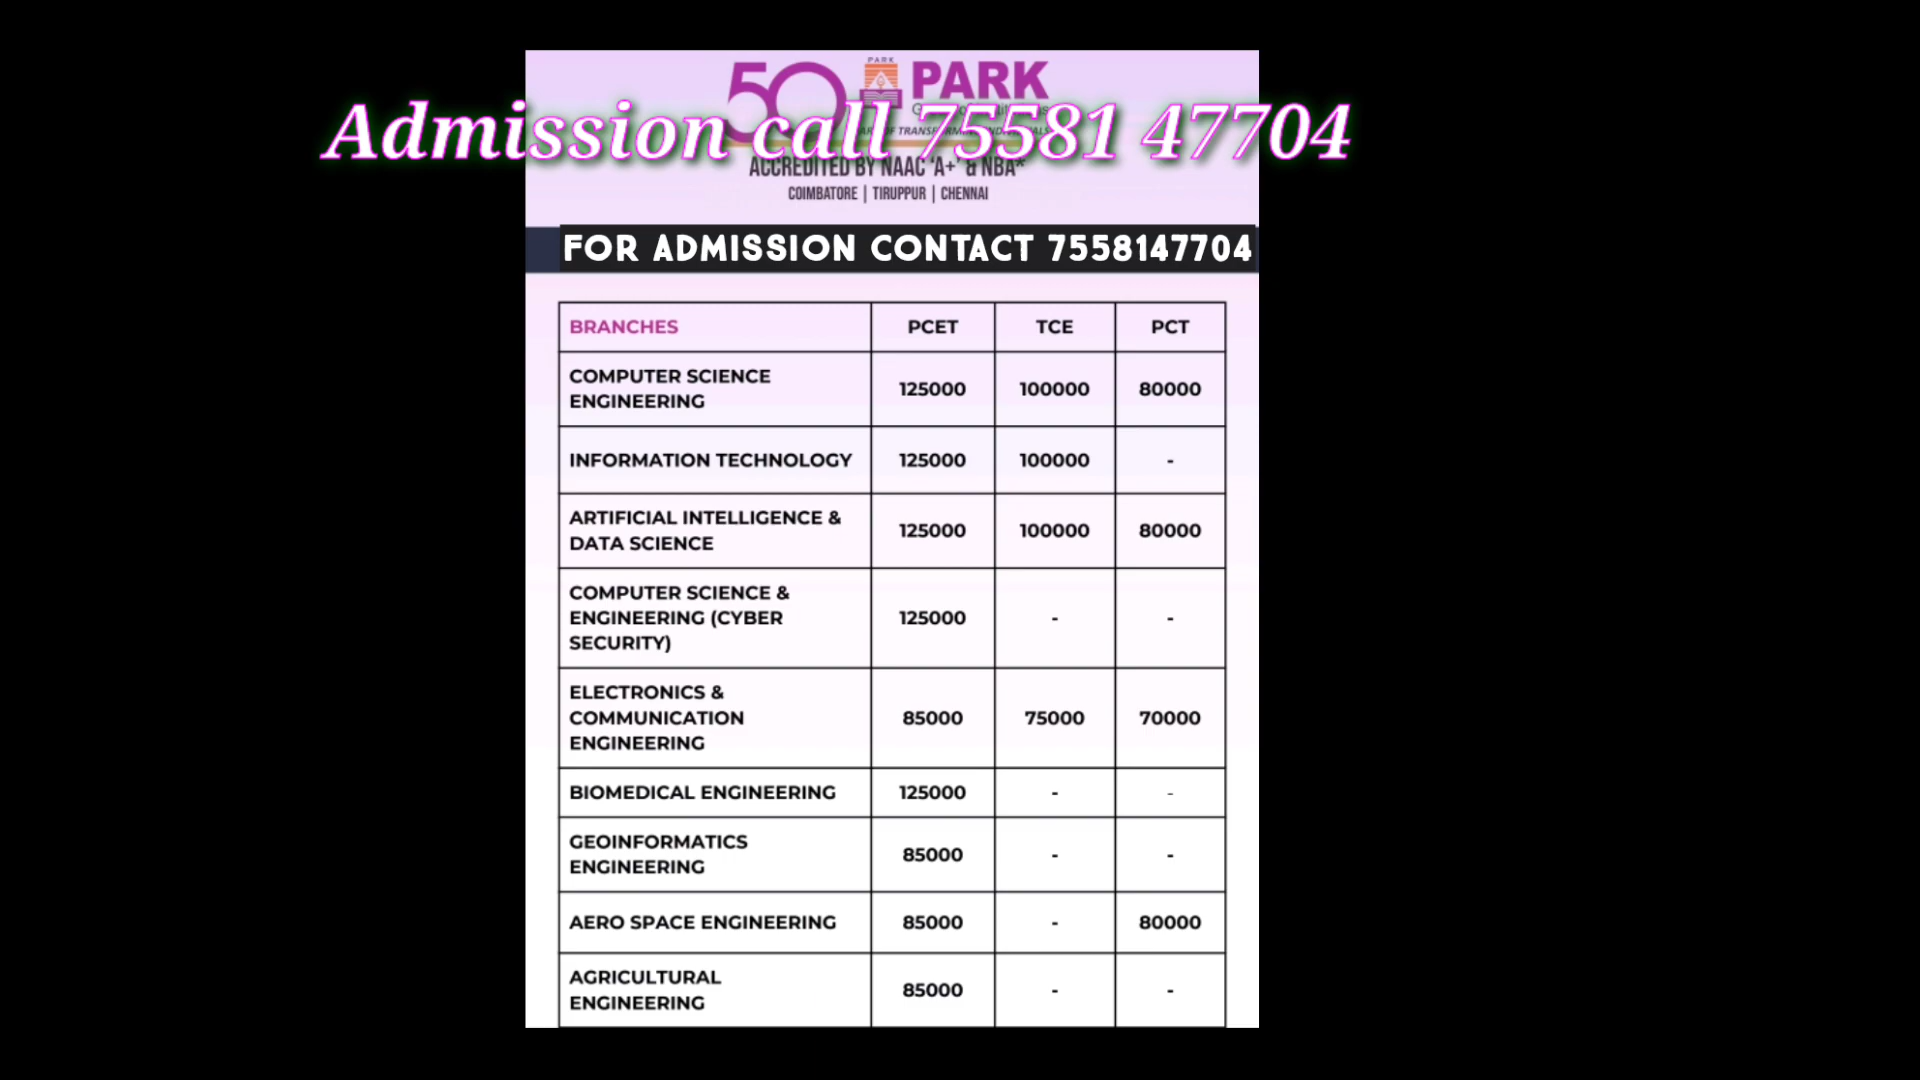 PARK
50 PARK
Admission call 75581 47704
ACCREDITED BY NAAC 'A+' & NBA*
COIMBATORE | TIRUPPUR | CHENNAI
FOR ADMISSION CONTACT 7558147704
BRANCHES PCET TCE PCT
COMPUTER SCIENCE
ENGINEERING 125000 100000 80000
INFORMATION TECHNOLOGY 125000 100000 -
ARTIFICIAL INTELLIGENCE &
DATA SCIENCE 125000 100000 80000
COMPUTER SCIENCE &
ENGINEERING (CYBER 125000 - -
SECURITY)
ELECTRONICS &
COMMUNICATION 85000 75000 70000
ENGINEERING
BIOMEDICAL ENGINEERING 125000 - -
GEOINFORMATICS
ENGINEERING 85000 - -
AERO SPACE ENGINEERING 85000 - 80000
AGRICULTURAL
ENGINEERING 85000 - -